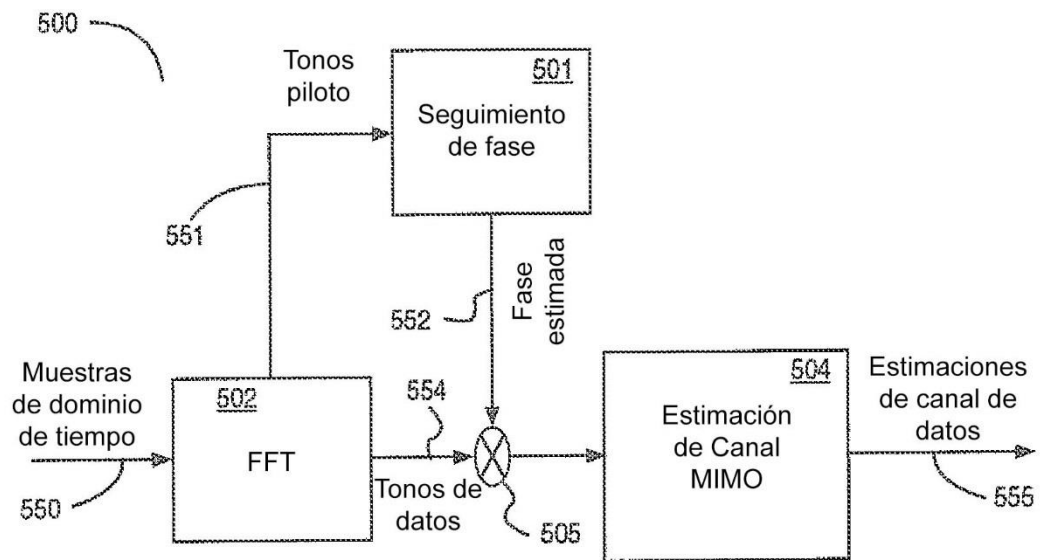 500
Tonos
piloto
501
Seguimiento
de fase
551
552
Fase
estimada
Muestras
de dominio
de tiempo
550
502
FFT
554
Tonos de
datos
505
504
Estimación
de Canal
MIMO
Estimaciones
de canal de
datos
555